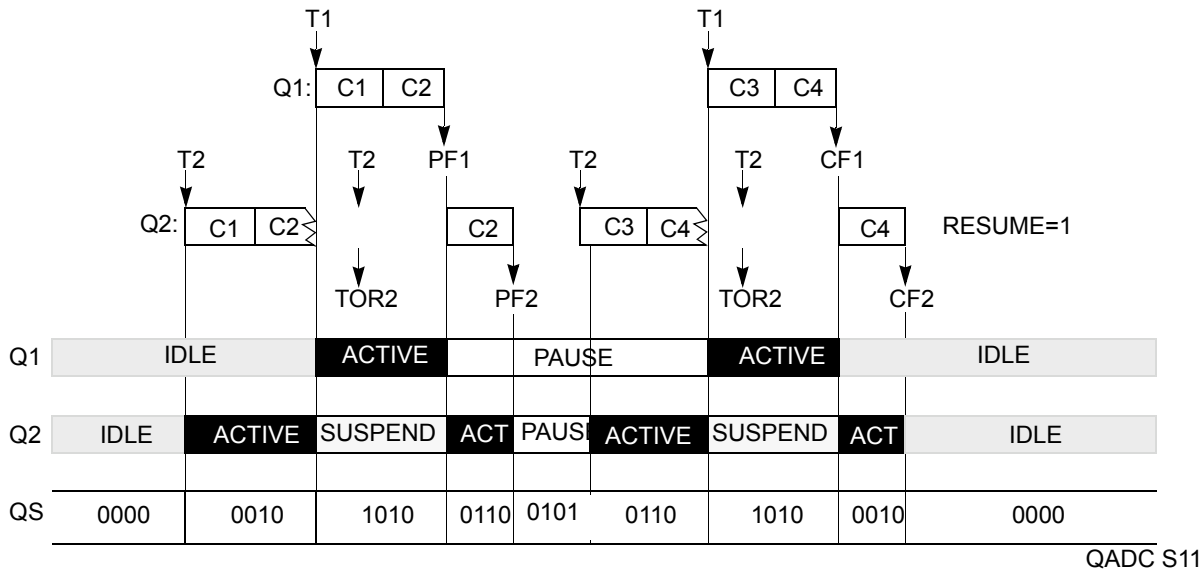 T1 T1
Q1: C1 C2 C3 C4
T2 T2 PF1 T2 T2 CF1
Q2: C1 C2 C2 C3 C4 C4 RESUME=1
TOR2 PF2 TOR2 CF2
Q1 IDLE ACTIVE PAUSE ACTIVE IDLE
Q2 IDLE ACTIVE SUSPEND ACT PAUSE ACTIVE SUSPEND ACT IDLE
QS 0000 0010 1010 0110 0101 0110 1010 0010 0000
QADC S11